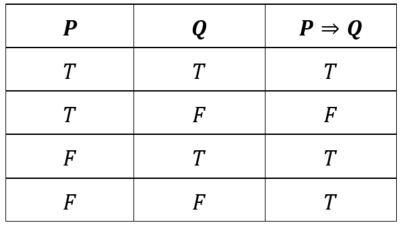 P Q P ⇒ Q
T T T
T F F
F T T
F F T